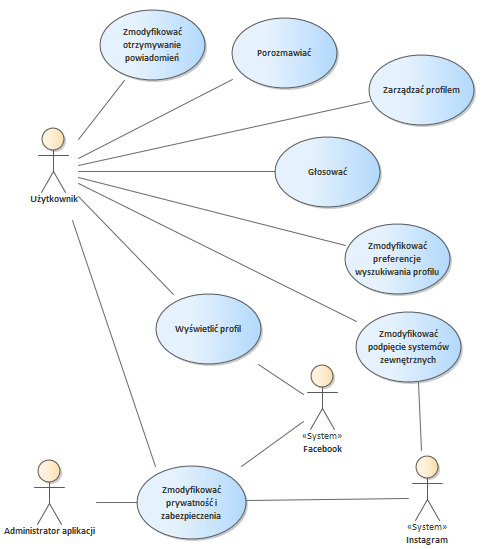 Zmodyfikować
otrzymywanie
powiadomień
Porozmawiać
Zarządzać profilem
Głosować
Użytkownik
Zmodyfikować
preferencje
wyszukiwania profilu
Wyświetlić profil
Zmodyfikować
podpięcie systemów
zewnętrznych
«System»
Facebook
Zmodyfikować
prywatność i
zabezpieczenia
Administrator aplikacji
«System»
Instagram